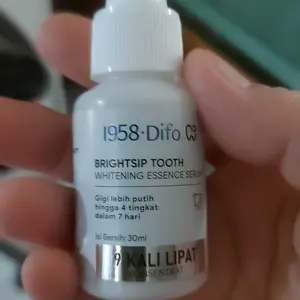 1958·Difo
BRIGHTSIP TOOTH
WHITENING ESSENCE SERUM
Gigi lebih putih
hingga 4 tingkat
dalam 7 hari
Isi Bersih: 30ml
9 KALI LIPAT